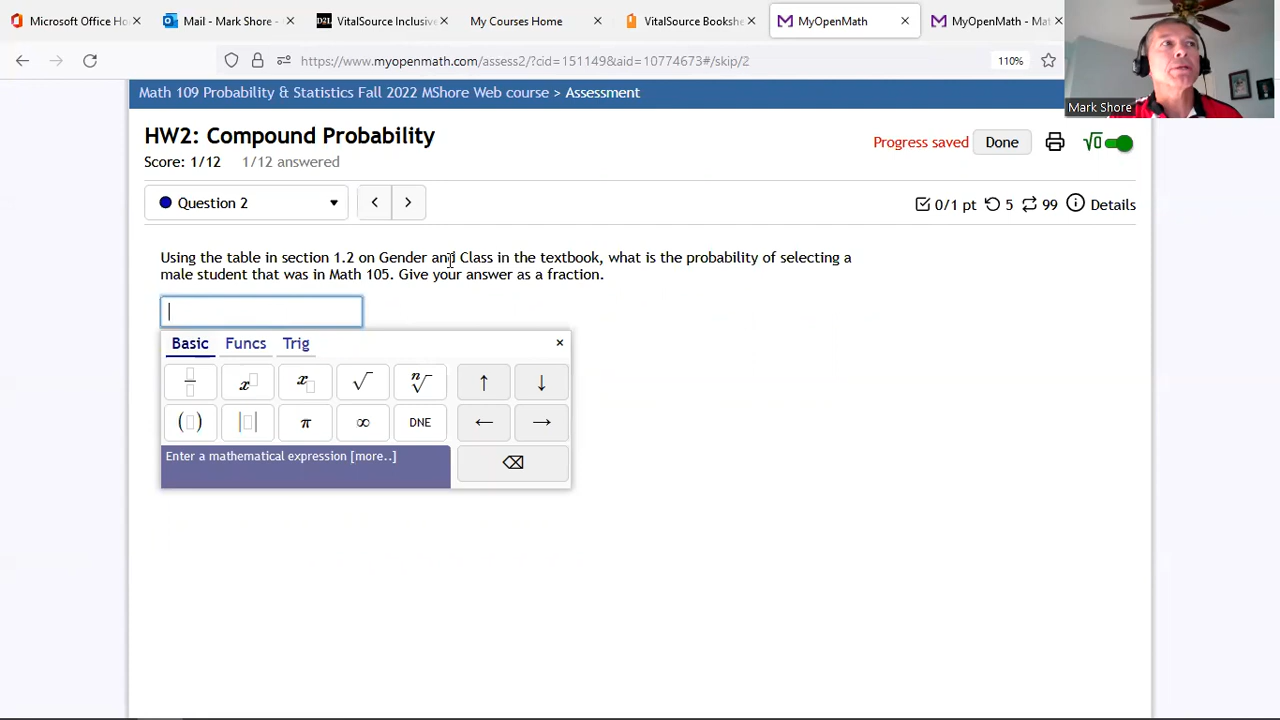 Microsoft Office Ho
Mail - Mark Shore -
D2L
VitalSource Inclusive
My Courses Home
VitalSource Bookshe
MyOpenMath
MyOpenMath - Ma
https://www.myopenmath.com/assess2/?cid=151149&aid=10774673#/skip/2
110%
Mark Shore
Math 109 Probability & Statistics Fall 2022 MShore Web course > Assessment
HW2: Compound Probability
Score: 1/12 1/12 answered
Progress saved
Done
√0
Question 2
< >
0/1 pt 5 99 Details
Using the table in section 1.2 on Gender and Class in the textbook, what is the probability of selecting a
male student that was in Math 105. Give your answer as a fraction.
Basic Funcs Trig ×
x x √ n√ ↑ ↓
(▯) |▯| π ∞ DNE ← →
Enter a mathematical expression [more..]
⌫